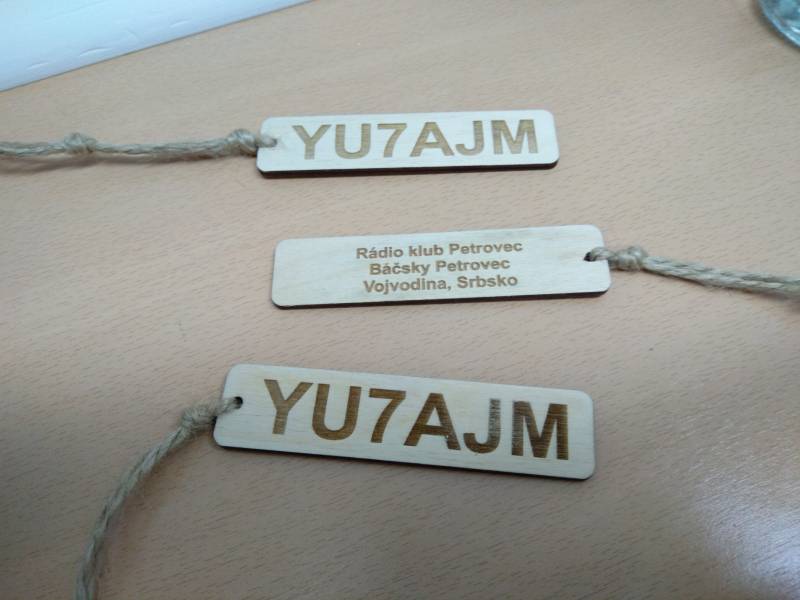 YU7AJM
Rádio klub Petrovec
Báčsky Petrovec
Vojvodina, Srbsko
YU7AJM